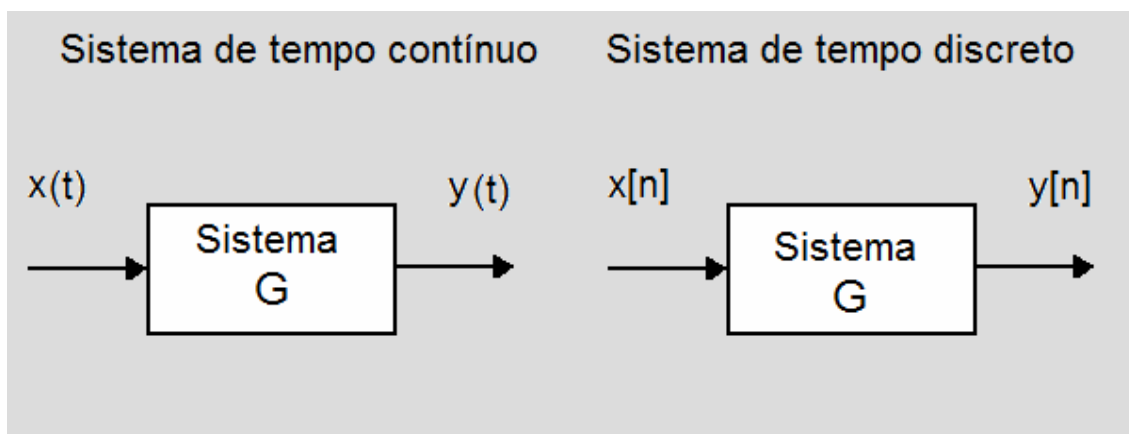 Sistema de tempo contínuo
Sistema de tempo discreto
x(t)
y(t)
Sistema
G
x[n]
y[n]
Sistema
G